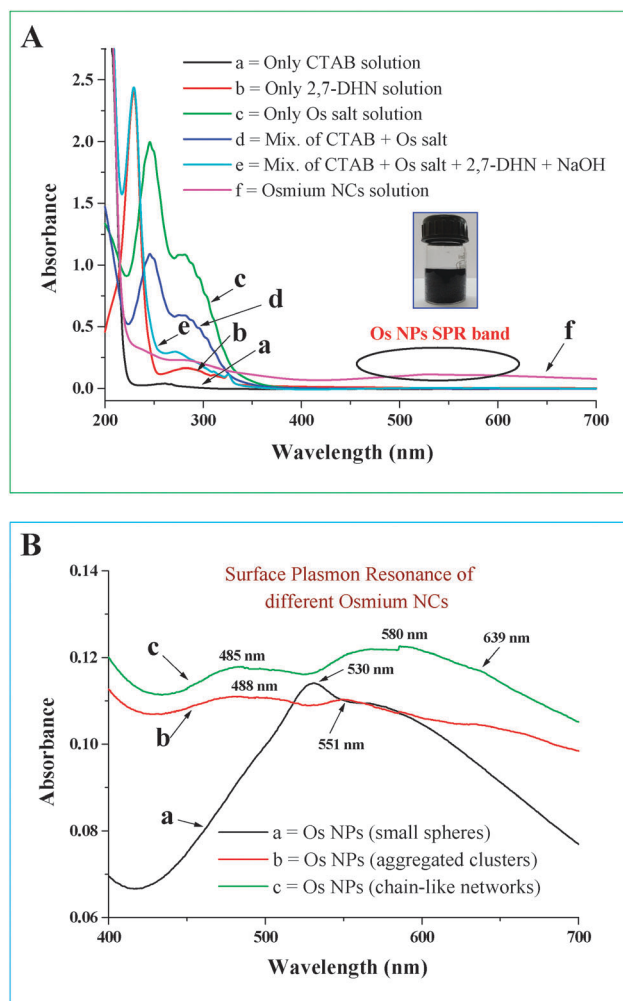 A
a = Only CTAB solution
b = Only 2,7-DHN solution
c = Only Os salt solution
d = Mix. of CTAB + Os salt
e = Mix. of CTAB + Os salt + 2,7-DHN + NaOH
f = Osmium NCs solution
2.5
2.0
1.5
1.0
0.5
0.0
Absorbance
c
d
e
b
a
Os NPs SPR band
f
200 300 400 500 600 700
Wavelength (nm)
B
Surface Plasmon Resonance of
different Osmium NCs
0.14
0.12
0.10
0.08
0.06
Absorbance
c
485 nm
580 nm
639 nm
530 nm
488 nm
b
551 nm
a
a = Os NPs (small spheres)
b = Os NPs (aggregated clusters)
c = Os NPs (chain-like networks)
400 500 600 700
Wavelength (nm)